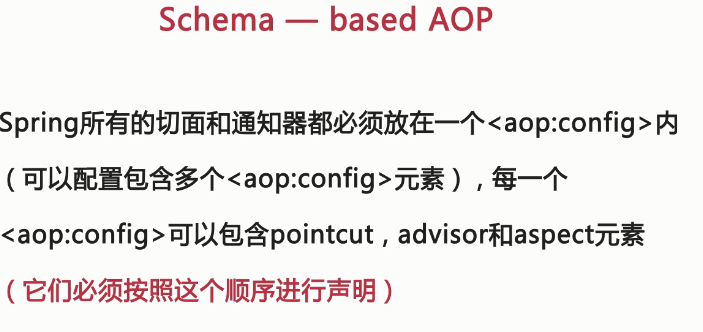 Schema — based AOP
Spring所有的切面和通知器都必须放在一个<aop:config>内
（可以配置包含多个<aop:config>元素），每一个
<aop:config>可以包含pointcut，advisor和aspect元素
（它们必须按照这个顺序进行声明）